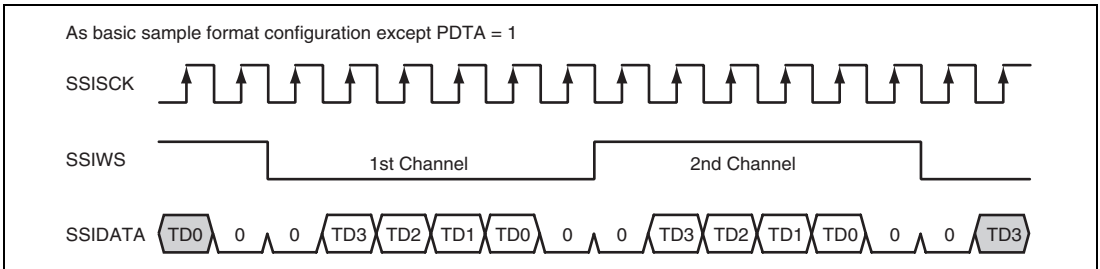 As basic sample format configuration except PDTA = 1
SSISCK
SSIWS 1st Channel 2nd Channel
SSIDATA TD0 0 0 TD3 TD2 TD1 TD0 0 0 TD3 TD2 TD1 TD0 0 0 TD3